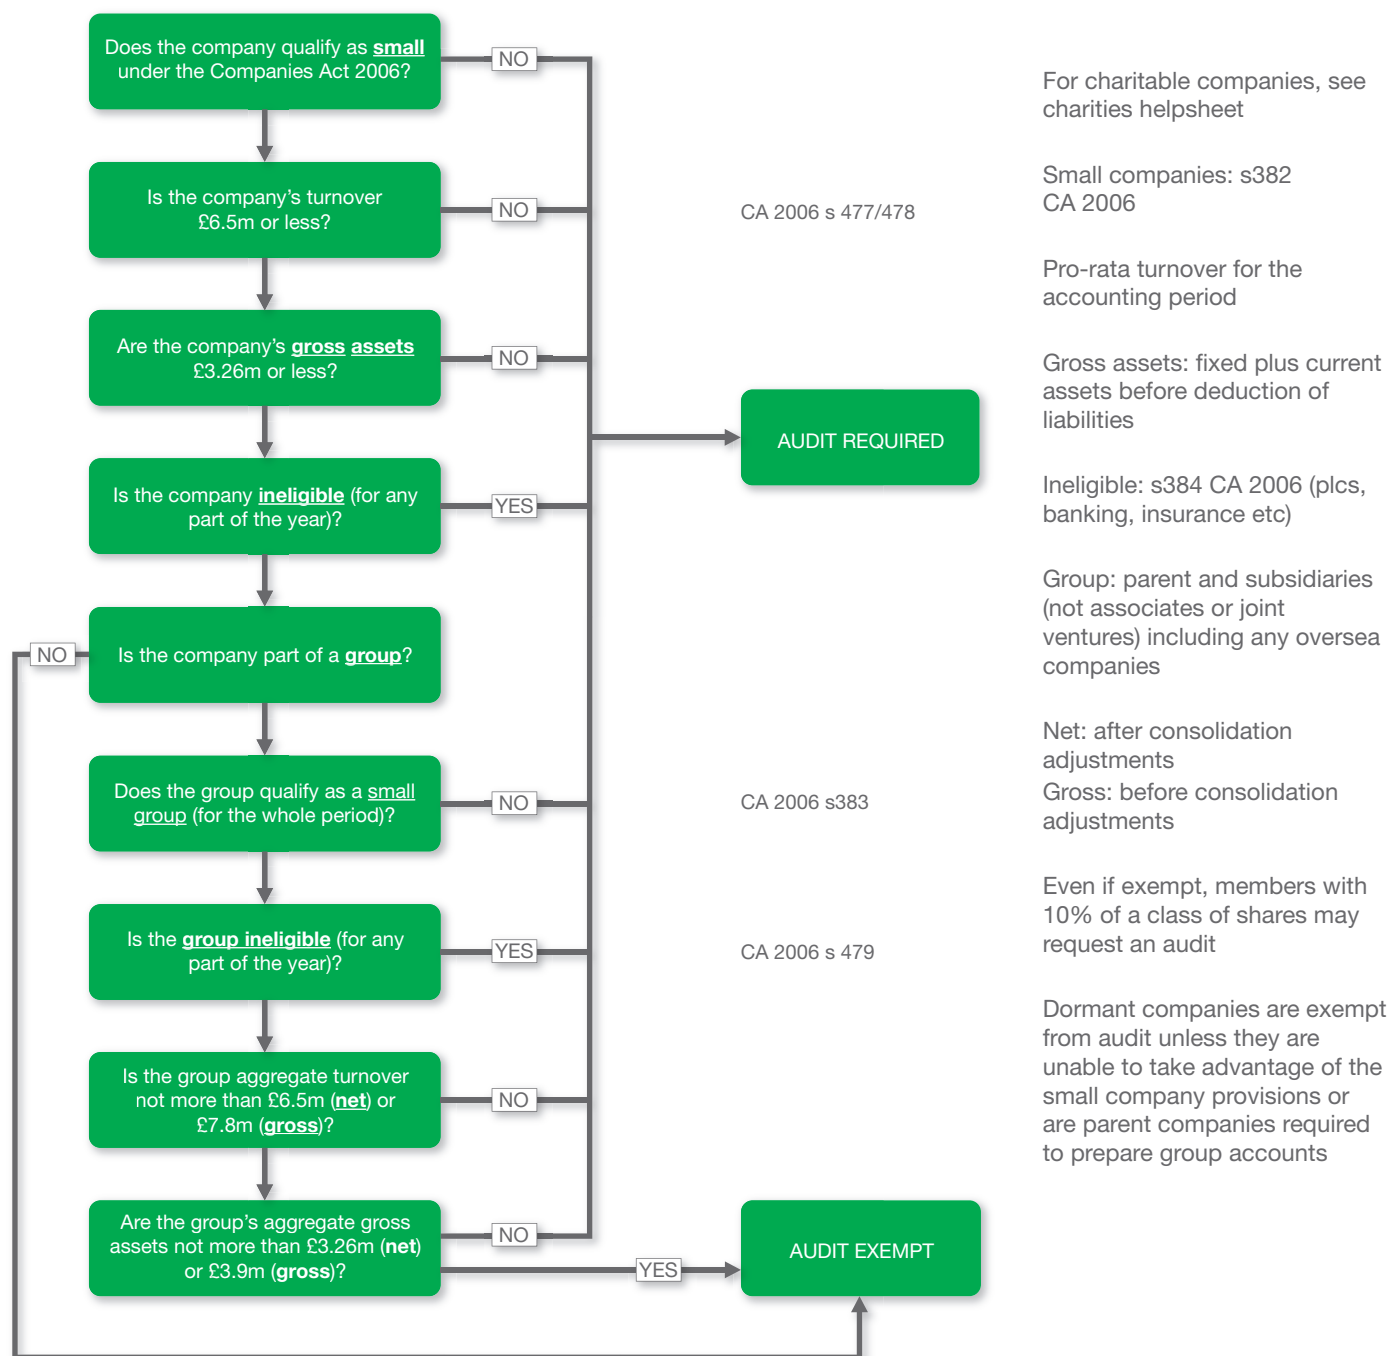 Does the company qualify as small
under the Companies Act 2006?
NO
Is the company's turnover
£6.5m or less?
NO
CA 2006 s 477/478
Are the company's gross assets
£3.26m or less?
NO
AUDIT REQUIRED
Is the company ineligible (for any
part of the year)?
YES
Is the company part of a group?
NO
Does the group qualify as a small
group (for the whole period)?
NO
CA 2006 s383
Is the group ineligible (for any
part of the year)?
YES
CA 2006 s 479
Is the group aggregate turnover
not more than £6.5m (net) or
£7.8m (gross)?
NO
Are the group's aggregate gross
assets not more than £3.26m (net)
or £3.9m (gross)?
NO
YES
AUDIT EXEMPT
For charitable companies, see
charities helpsheet
Small companies: s382
CA 2006
Pro-rata turnover for the
accounting period
Gross assets: fixed plus current
assets before deduction of
liabilities
Ineligible: s384 CA 2006 (plcs,
banking, insurance etc)
Group: parent and subsidiaries
(not associates or joint
ventures) including any oversea
companies
Net: after consolidation
adjustments
Gross: before consolidation
adjustments
Even if exempt, members with
10% of a class of shares may
request an audit
Dormant companies are exempt
from audit unless they are
unable to take advantage of the
small company provisions or
are parent companies required
to prepare group accounts